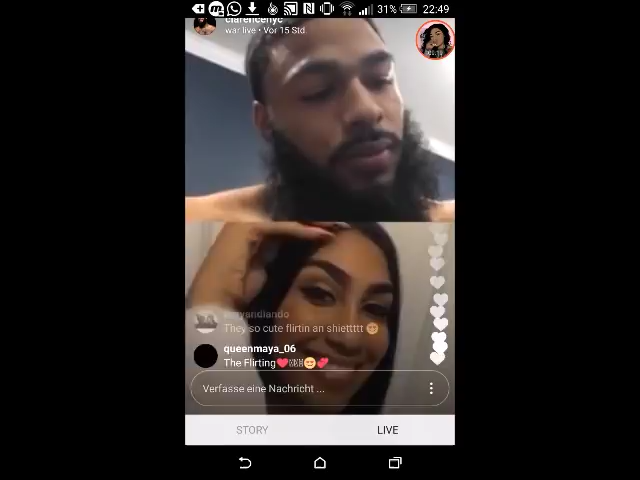 31% 22:49
clarencenyc
war live • Vor 15 Std.
They so cute flirtin an shiettttt 😏
queenmaya_06
The Flirting❤️😏💕
Verfasse eine Nachricht ...
STORY LIVE